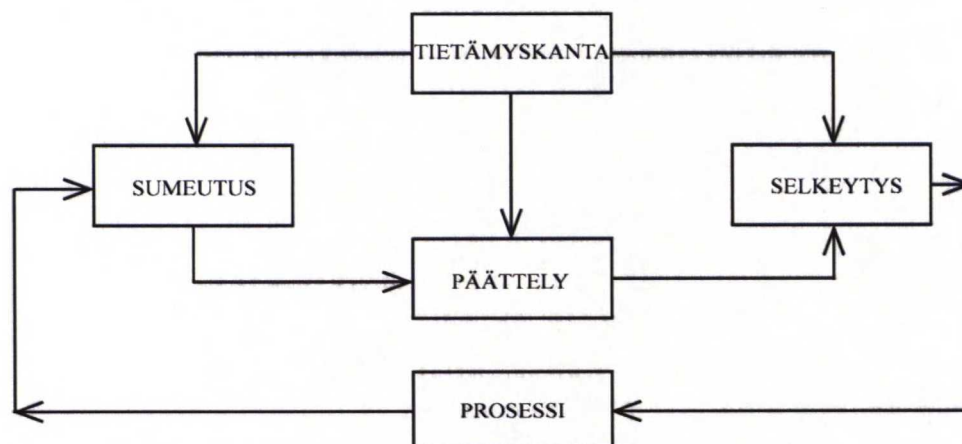 TIETÄMYSKANTA
SUMEUTUS
SELKEYTYS
PÄÄTTELY
PROSESSI